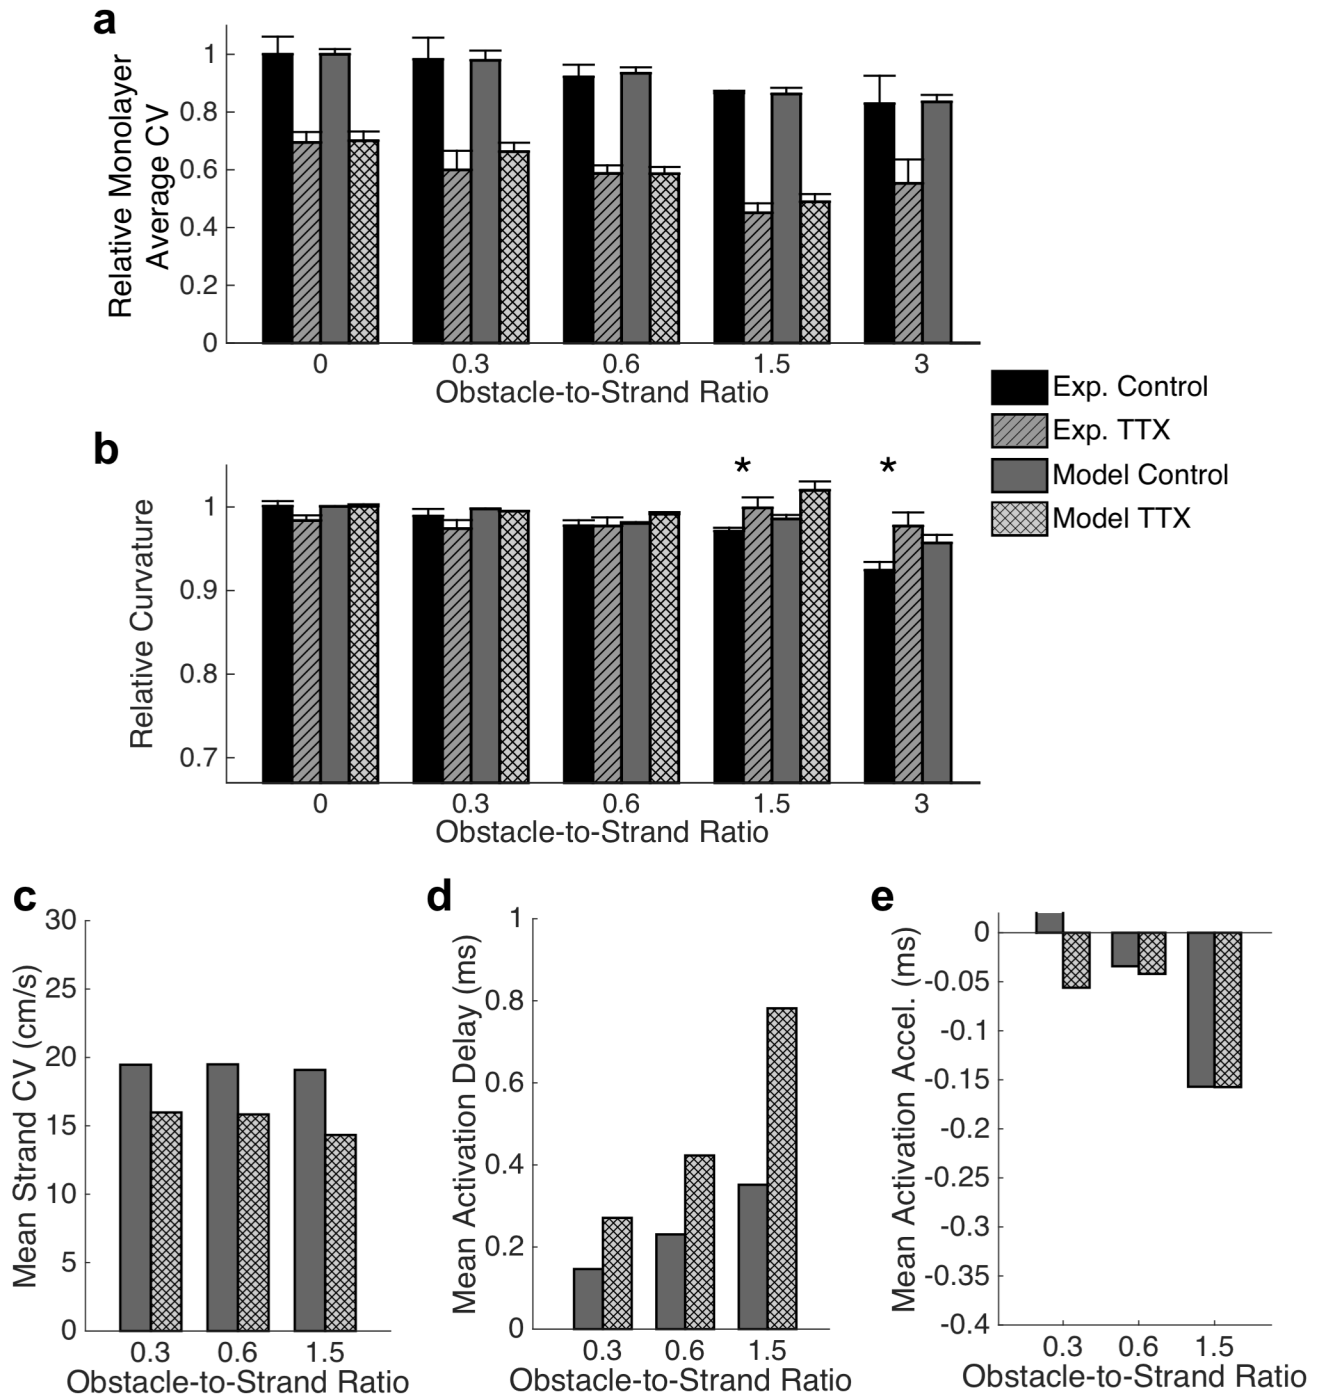 a
Relative Monolayer
Average CV
1
0.8
0.6
0.4
0.2
0
0 0.3 0.6 1.5 3
Obstacle-to-Strand Ratio
Exp. Control
Exp. TTX
Model Control
Model TTX
b
Relative Curvature
* *
1
0.9
0.8
0.7
0 0.3 0.6 1.5 3
Obstacle-to-Strand Ratio
c
Mean Strand CV (cm/s)
30
25
20
15
10
5
0
0.3 0.6 1.5
Obstacle-to-Strand Ratio
d
Mean Activation Delay (ms)
1
0.8
0.6
0.4
0.2
0
0.3 0.6 1.5
Obstacle-to-Strand Ratio
e
Mean Activation Accel. (ms)
0
-0.05
-0.1
-0.15
-0.2
-0.25
-0.3
-0.35
-0.4
0.3 0.6 1.5
Obstacle-to-Strand Ratio